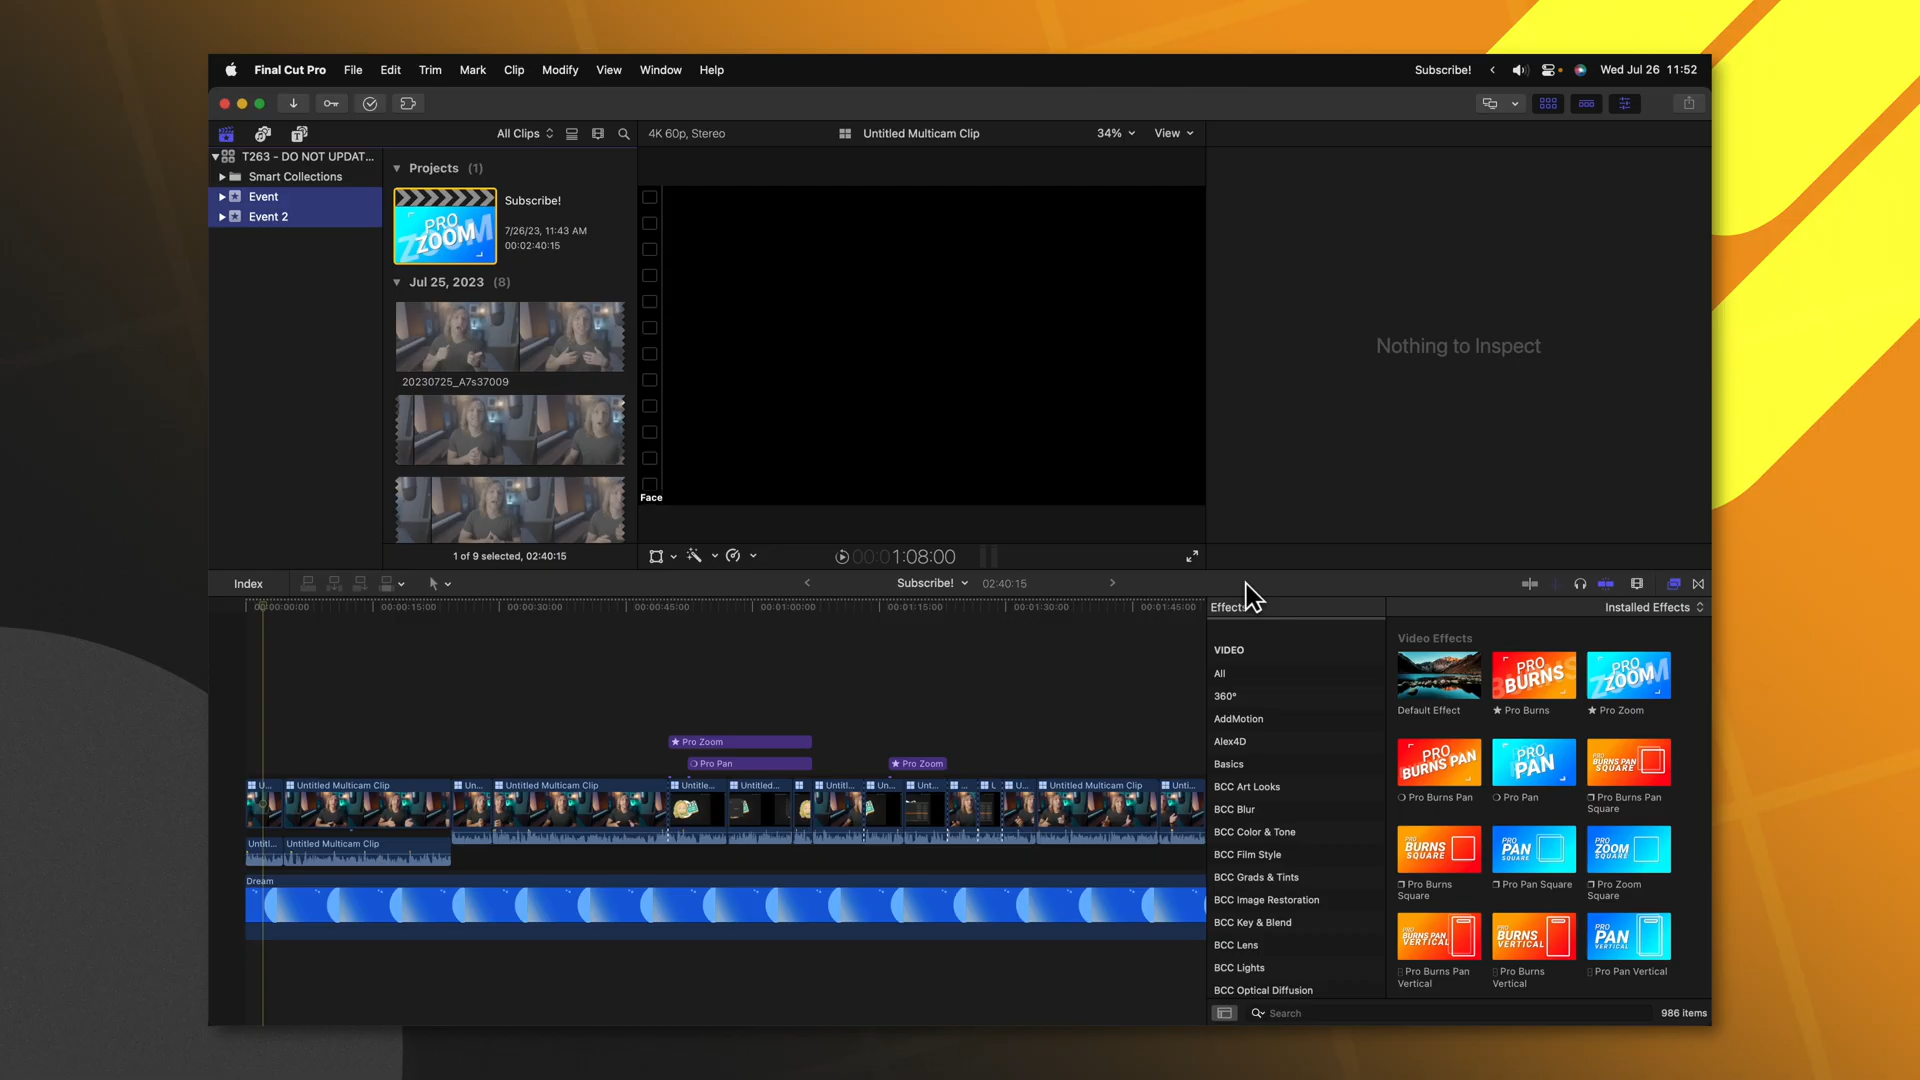 Final Cut Pro File Edit Trim Mark Clip Modify View Window Help
Subscribe! Wed Jul 26 11:52
All Clips
4K 60p, Stereo
Untitled Multicam Clip
34%
View
T263 - DO NOT UPDAT...
Smart Collections
Event
Event 2
Projects (1)
PRO ZOOM
Subscribe!
7/26/23, 11:43 AM
00:02:40:15
Jul 25, 2023 (8)
20230725_A7s37009
1 of 9 selected, 02:40:15
Face
00:01:08:00
Nothing to Inspect
Index
Subscribe! 02:40:15
00:00:00:00 00:00:15:00 00:00:30:00 00:00:45:00 00:01:00:00 00:01:15:00 00:01:30:00 00:01:45:00
Pro Zoom
Pro Pan
Pro Zoom
U... Untitled Multicam Clip Un... Untitled Multicam Clip Untitle... Untitled... Untitl... Un... Unt... ... L U... Untitled Multicam Clip Unti...
Untitl... Untitled Multicam Clip
Dream
Effects
Installed Effects
VIDEO
All
360°
AddMotion
Alex4D
Basics
BCC Art Looks
BCC Blur
BCC Color & Tone
BCC Film Style
BCC Grads & Tints
BCC Image Restoration
BCC Key & Blend
BCC Lens
BCC Lights
BCC Optical Diffusion
Video Effects
PRO BURNS
PRO ZOOM
Default Effect
Pro Burns
Pro Zoom
PRO BURNS PAN
PRO PAN
PRO BURNS PAN SQUARE
Pro Burns Pan
Pro Pan
Pro Burns Pan
Square
PRO BURNS SQUARE
PRO PAN SQUARE
PRO ZOOM SQUARE
Pro Burns
Square
Pro Pan Square
Pro Zoom
Square
PRO BURNS PAN VERTICAL
PRO BURNS VERTICAL
PRO PAN VERTICAL
Pro Burns Pan
Vertical
Pro Burns
Vertical
Pro Pan Vertical
Search
986 items